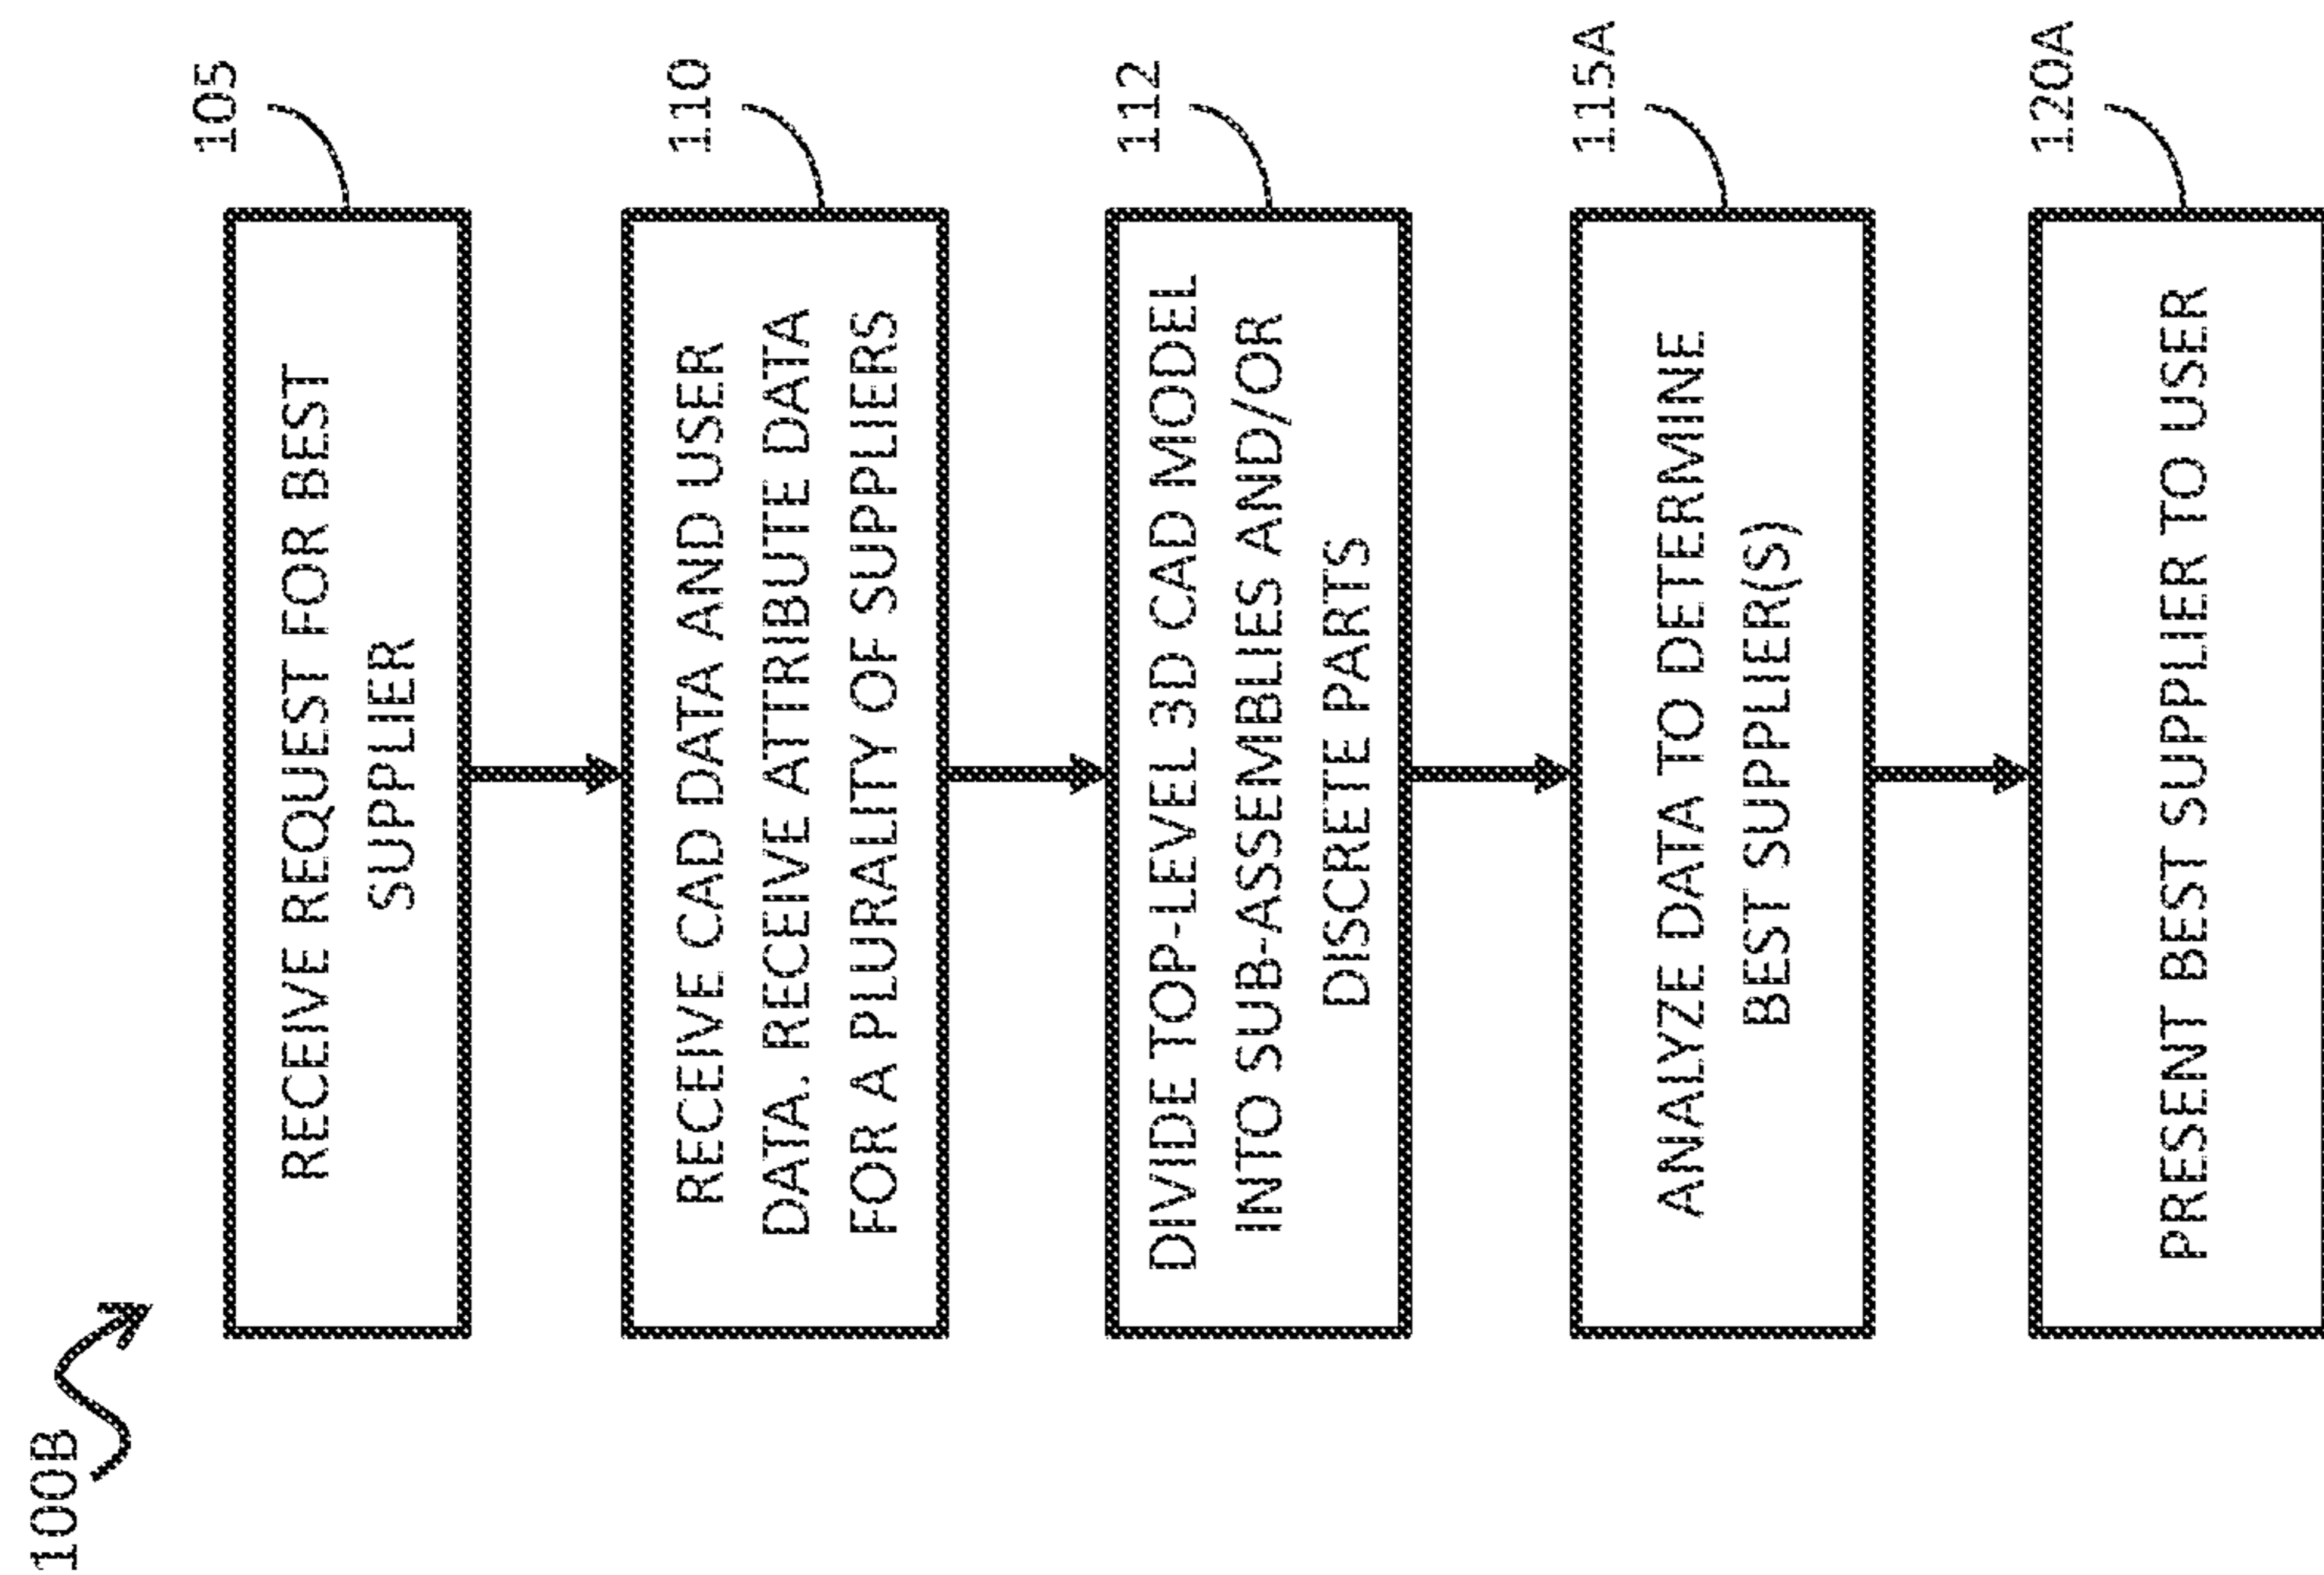 100B
105
RECEIVE REQUEST FOR BEST
SUPPLIER
110
RECEIVE CAD DATA AND USER
DATA. RECEIVE ATTRIBUTE DATA
FOR A PLURALITY OF SUPPLIERS
112
DIVIDE TOP-LEVEL 3D CAD MODEL
INTO SUB-ASSEMBLIES AND/OR
DISCRETE PARTS
115A
ANALYZE DATA TO DETERMINE
BEST SUPPLIER(S)
120A
PRESENT BEST SUPPLIER TO USER